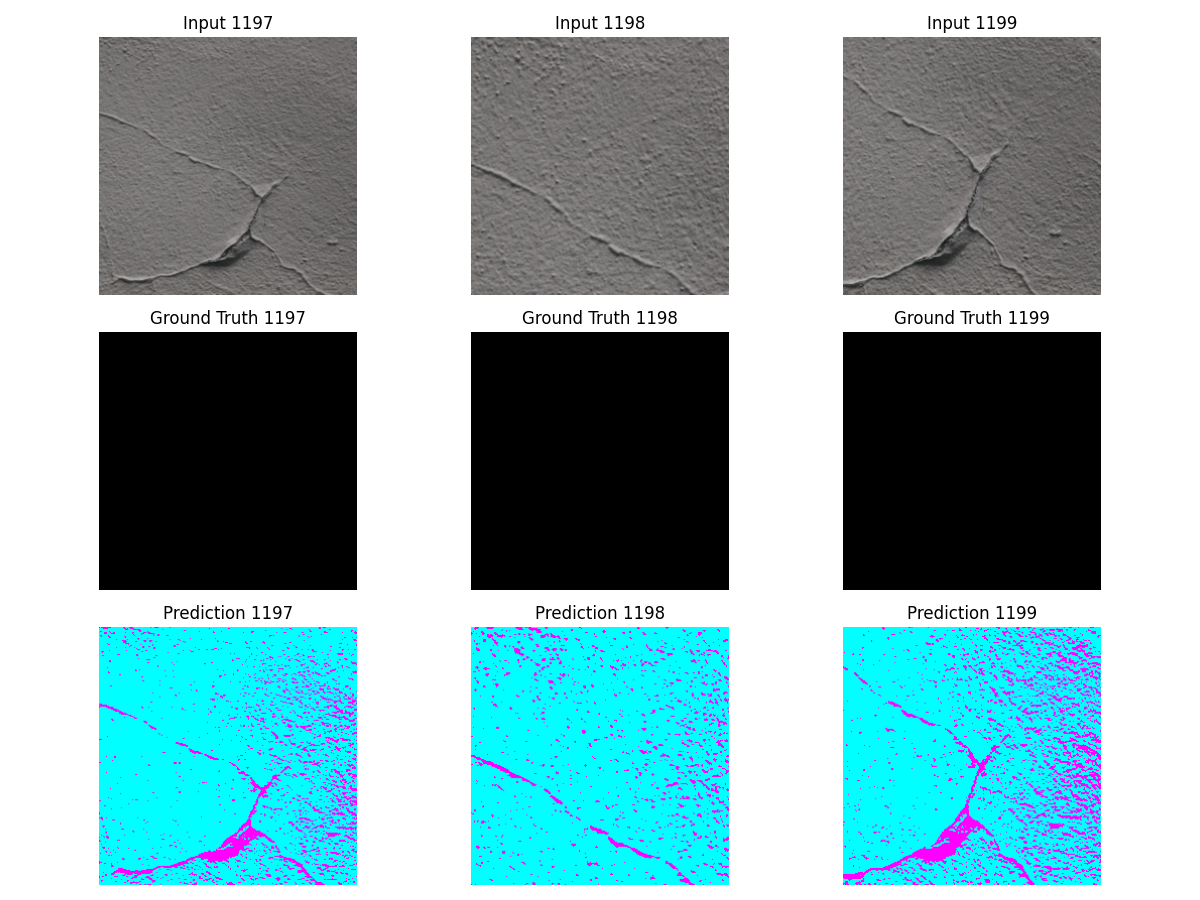 Input 1197
Input 1198
Input 1199
Ground Truth 1197
Ground Truth 1198
Ground Truth 1199
Prediction 1197
Prediction 1198
Prediction 1199